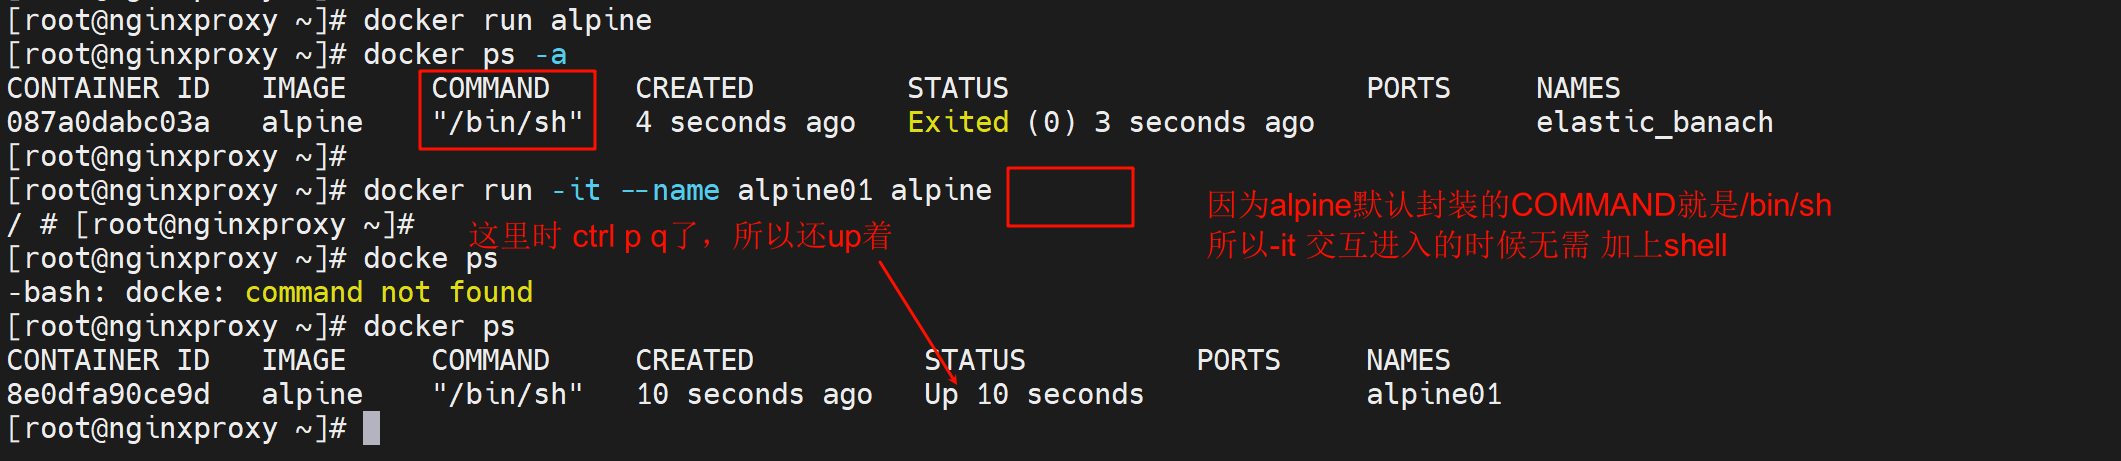 [root@nginxproxy ~]# docker run alpine
[root@nginxproxy ~]# docker ps -a
CONTAINER ID   IMAGE     COMMAND     CREATED         STATUS                     PORTS     NAMES
087a0dabc03a   alpine    "/bin/sh"   4 seconds ago   Exited (0) 3 seconds ago             elastic_banach
[root@nginxproxy ~]#
[root@nginxproxy ~]# docker run -it --name alpine01 alpine
因为alpine默认封装的COMMAND就是/bin/sh
/ # [root@nginxproxy ~]#
这里时 ctrl p q了，所以还up着
所以-it 交互进入的时候无需 加上shell
[root@nginxproxy ~]# docke ps
-bash: docke: command not found
[root@nginxproxy ~]# docker ps
CONTAINER ID   IMAGE     COMMAND     CREATED          STATUS          PORTS     NAMES
8e0dfa90ce9d   alpine    "/bin/sh"   10 seconds ago   Up 10 seconds             alpine01
[root@nginxproxy ~]#